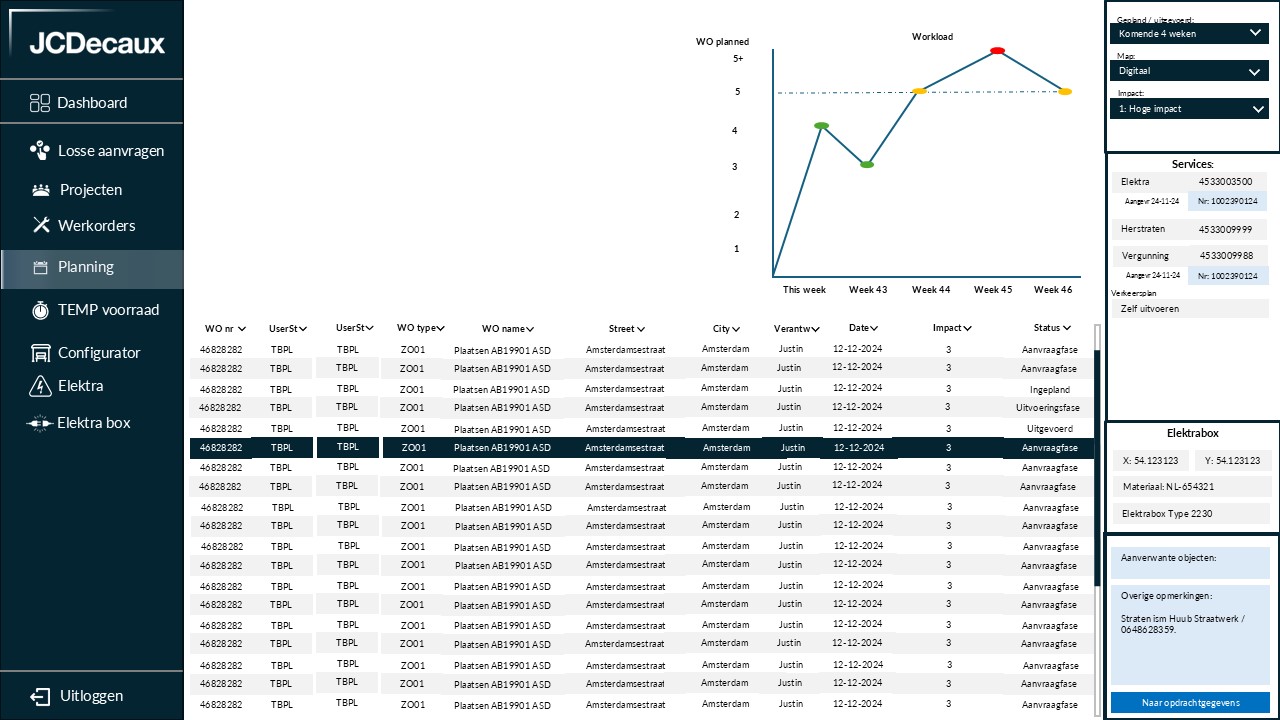 JCDecaux
Dashboard
Losse aanvragen
Projecten
Werkorders
Planning
TEMP voorraad
Configurator
Elektra
Elektra box
Uitloggen
WO planned
Workload
5+
5
4
3
2
1
This week Week 43 Week 44 Week 45 Week 46
WO nr UserSt UserSt WO type WO name Street City Verantw Date Impact Status
46828282 TBPL TBPL ZO01 Plaatsen AB19901 ASD Amsterdamsestraat Amsterdam Justin 12-12-2024 3 Aanvraagfase
46828282 TBPL TBPL ZO01 Plaatsen AB19901 ASD Amsterdamsestraat Amsterdam Justin 12-12-2024 3 Aanvraagfase
46828282 TBPL TBPL ZO01 Plaatsen AB19901 ASD Amsterdamsestraat Amsterdam Justin 12-12-2024 3 Ingepland
46828282 TBPL TBPL ZO01 Plaatsen AB19901 ASD Amsterdamsestraat Amsterdam Justin 12-12-2024 3 Uitvoeringsfase
46828282 TBPL TBPL ZO01 Plaatsen AB19901 ASD Amsterdamsestraat Amsterdam Justin 12-12-2024 3 Uitgevoerd
46828282 TBPL TBPL ZO01 Plaatsen AB19901 ASD Amsterdamsestraat Amsterdam Justin 12-12-2024 3 Aanvraagfase
46828282 TBPL TBPL ZO01 Plaatsen AB19901 ASD Amsterdamsestraat Amsterdam Justin 12-12-2024 3 Aanvraagfase
46828282 TBPL TBPL ZO01 Plaatsen AB19901 ASD Amsterdamsestraat Amsterdam Justin 12-12-2024 3 Aanvraagfase
46828282 TBPL TBPL ZO01 Plaatsen AB19901 ASD Amsterdamsestraat Amsterdam Justin 12-12-2024 3 Aanvraagfase
46828282 TBPL TBPL ZO01 Plaatsen AB19901 ASD Amsterdamsestraat Amsterdam Justin 12-12-2024 3 Aanvraagfase
46828282 TBPL TBPL ZO01 Plaatsen AB19901 ASD Amsterdamsestraat Amsterdam Justin 12-12-2024 3 Aanvraagfase
46828282 TBPL TBPL ZO01 Plaatsen AB19901 ASD Amsterdamsestraat Amsterdam Justin 12-12-2024 3 Aanvraagfase
46828282 TBPL TBPL ZO01 Plaatsen AB19901 ASD Amsterdamsestraat Amsterdam Justin 12-12-2024 3 Aanvraagfase
46828282 TBPL TBPL ZO01 Plaatsen AB19901 ASD Amsterdamsestraat Amsterdam Justin 12-12-2024 3 Aanvraagfase
46828282 TBPL TBPL ZO01 Plaatsen AB19901 ASD Amsterdamsestraat Amsterdam Justin 12-12-2024 3 Aanvraagfase
46828282 TBPL TBPL ZO01 Plaatsen AB19901 ASD Amsterdamsestraat Amsterdam Justin 12-12-2024 3 Aanvraagfase
46828282 TBPL TBPL ZO01 Plaatsen AB19901 ASD Amsterdamsestraat Amsterdam Justin 12-12-2024 3 Aanvraagfase
46828282 TBPL TBPL ZO01 Plaatsen AB19901 ASD Amsterdamsestraat Amsterdam Justin 12-12-2024 3 Aanvraagfase
46828282 TBPL TBPL ZO01 Plaatsen AB19901 ASD Amsterdamsestraat Amsterdam Justin 12-12-2024 3 Aanvraagfase
Gepland / uitgevoerd:
Komende 4 weken
Map:
Digitaal
Impact:
1: Hoge impact
Services:
Elektra 4533003500
Aangevr 24-11-24 Nr: 1002390124
Herstraten 4533009999
Vergunning 4533009988
Aangevr 24-11-24 Nr: 1002390124
Verkeersplan
Zelf uitvoeren
Elektrabox
X: 54.123123 Y: 54.123123
Materiaal: NL-654321
Elektrabox Type 2230
Aanverwante objecten:
Overige opmerkingen:
Straten ism Huub Straatwerk /
0648628359.
Naar opdrachtgegevens